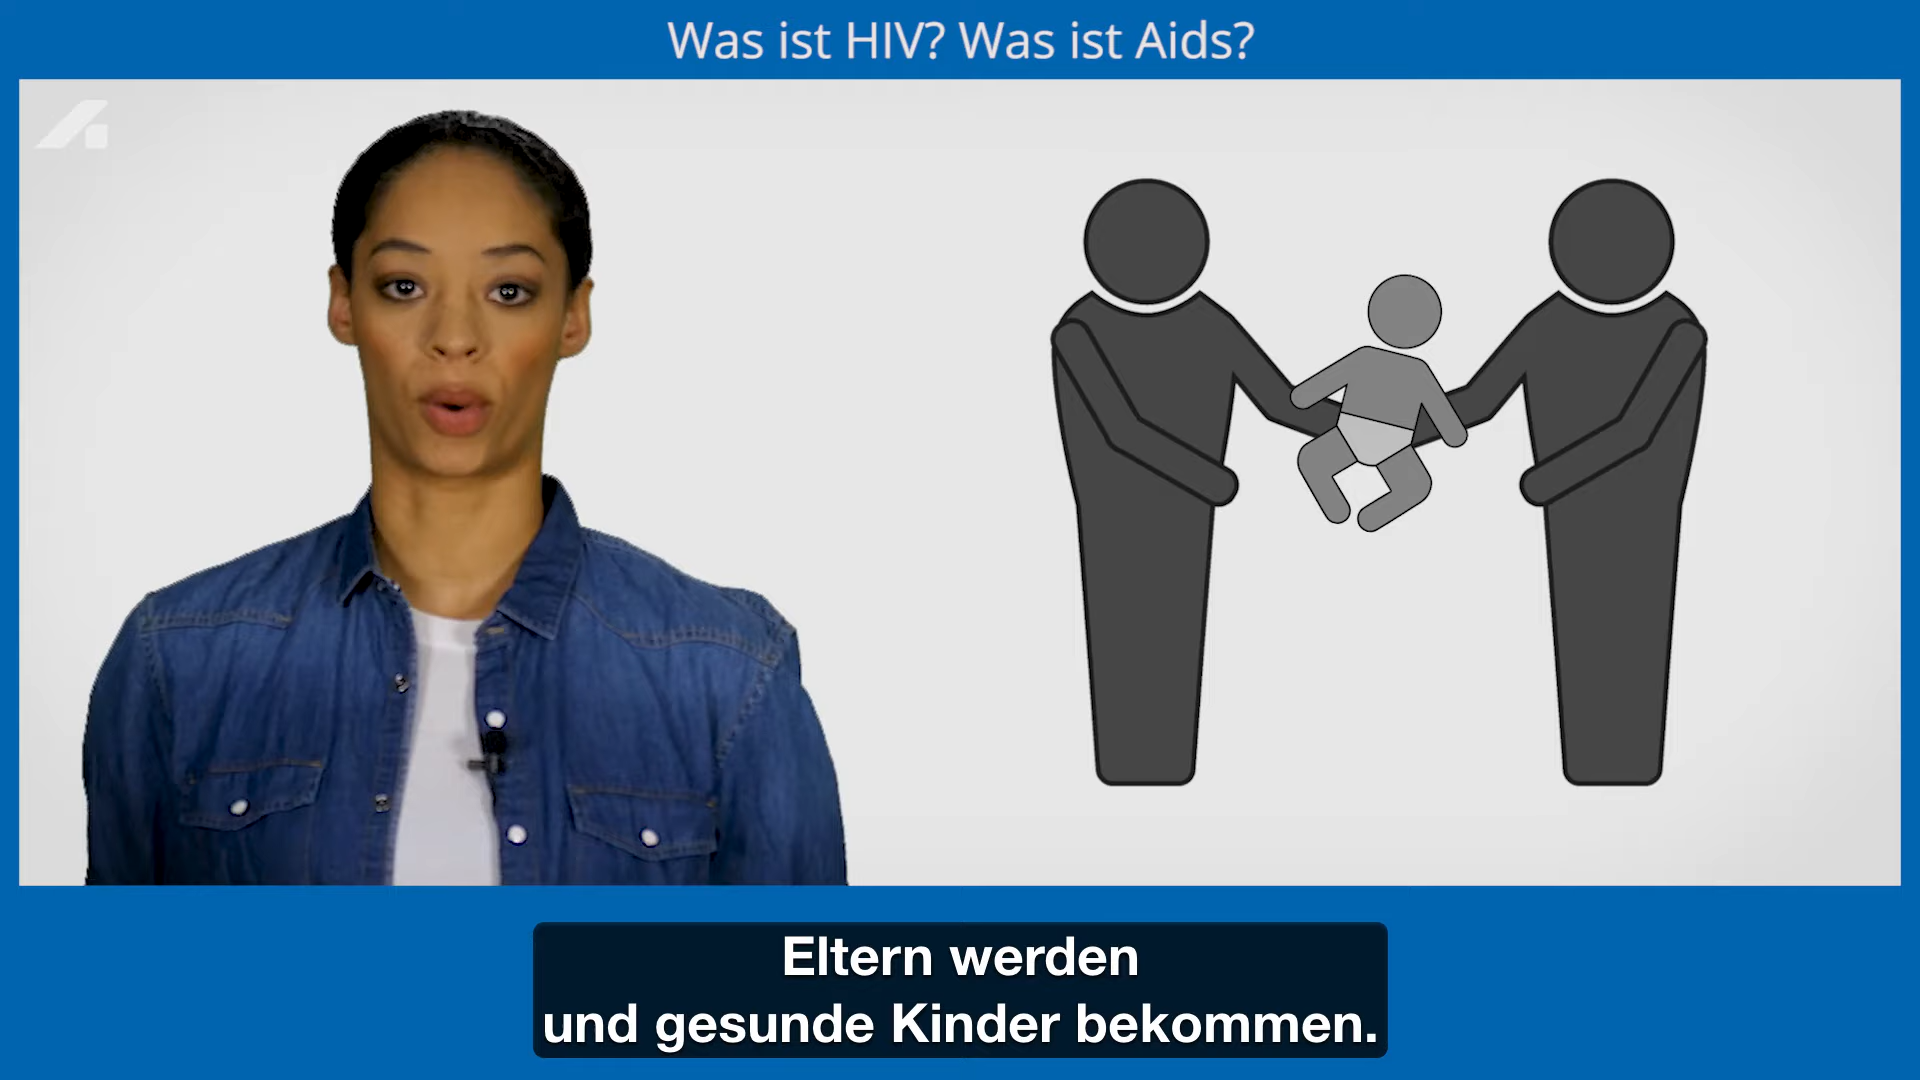 Was ist HIV? Was ist Aids?
Eltern werden
und gesunde Kinder bekommen.